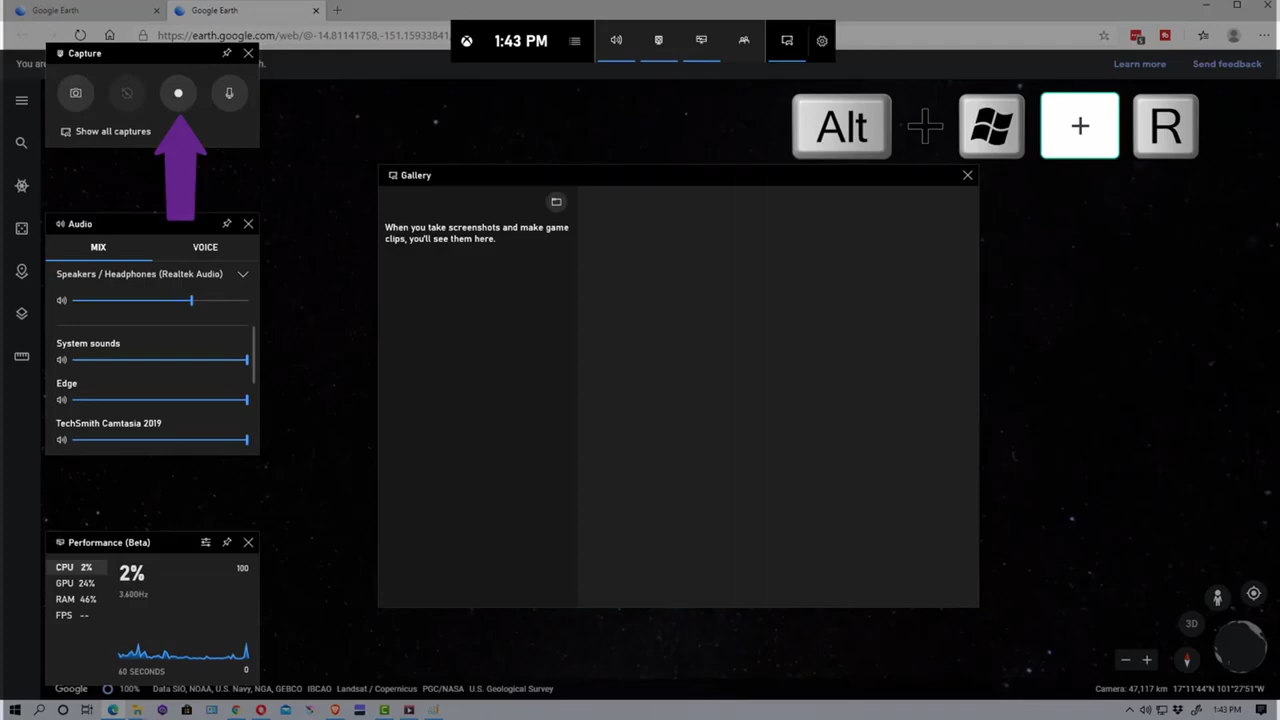 Google Earth
Google Earth
https://earth.google.com/web/@-14.81141758,-151.15933841
1:43 PM
Capture
You are
h.
Learn more
Send feedback
Show all captures
Alt
+
+
R
Gallery
When you take screenshots and make game
clips, you'll see them here.
Audio
MIX
VOICE
Speakers / Headphones (Realtek Audio)
System sounds
Edge
TechSmith Camtasia 2019
Performance (Beta)
CPU 2%
GPU 24%
RAM 46%
FPS --
2%
3.60GHz
100
60 SECONDS
0
3D
Google
100%
Data SIO, NOAA, U.S. Navy, NGA, GEBCO IBCAO Landsat / Copernicus PGC/NASA U.S. Geological Survey
Camera: 47,117 km 17°11'44"N 101°27'51"W
1:43 PM